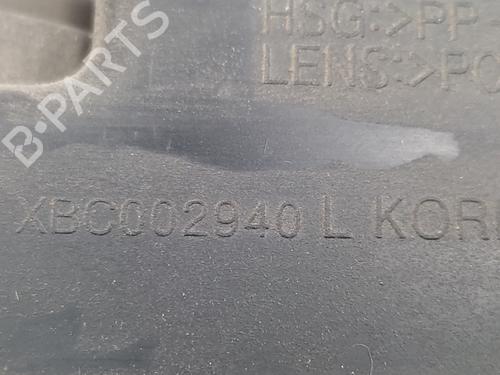 HSG:>PP
LENS:>PC
XBC002940 L KOR
B-PARTS